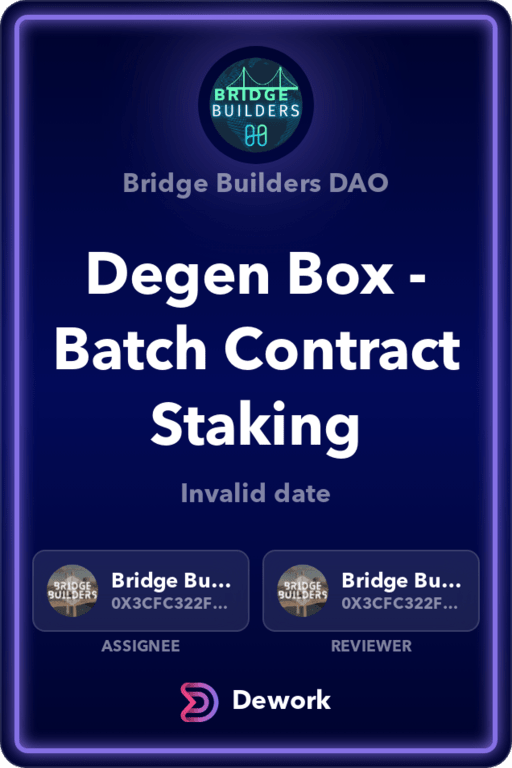 BRIDGE
BUILDERS
Bridge Builders DAO
Degen Box -
Batch Contract
Staking
Invalid date
BRIDGE
BUILDERS
Bridge Bu...
0X3CFC322F...
ASSIGNEE
BRIDGE
BUILDERS
Bridge Bu...
0X3CFC322F...
REVIEWER
Dework